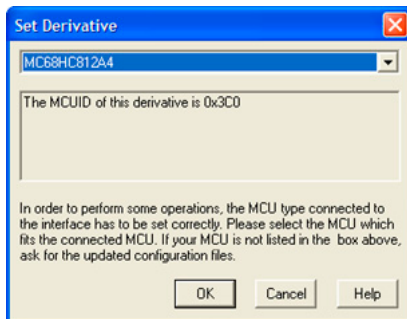 Set Derivative
MC68HC812A4
The MCUID of this derivative is 0x3C0
In order to perform some operations, the MCU type connected to
the interface has to be set correctly. Please select the MCU which
fits the connected MCU. If your MCU is not listed in the box above,
ask for the updated configuration files.
OK
Cancel
Help